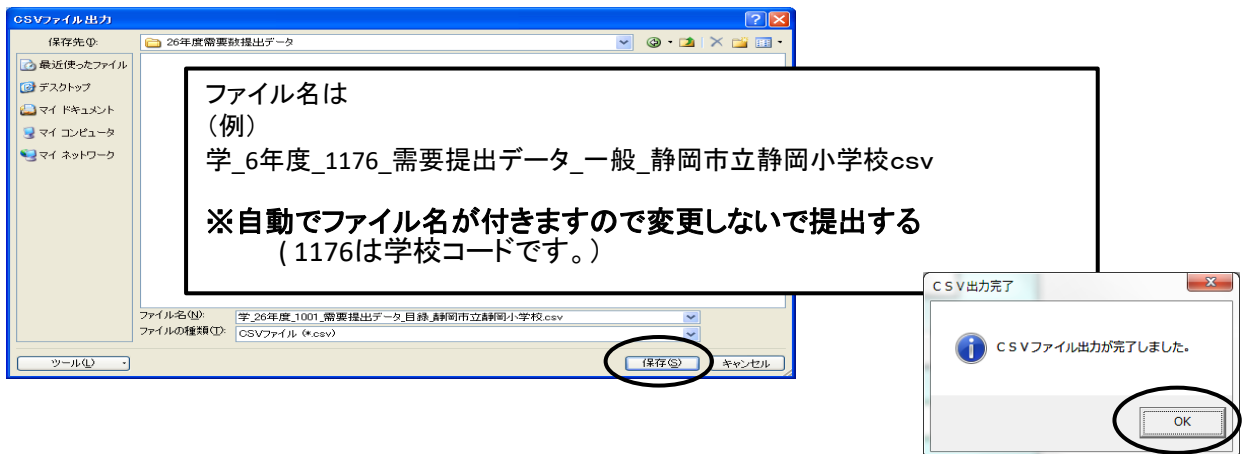 CSVファイル出力
保存先(I):
26年度需要数提出データ
最近使ったファイル
デスクトップ
マイ ドキュメント
マイ コンピュータ
マイ ネットワーク
ファイル名は
（例）
学_6年度_1176_需要提出データ_一般_静岡市立静岡小学校csv
※自動でファイル名が付きますので変更しないで提出する
( 1176は学校コードです。）
ファイル名(N):
学_26年度_1001_需要提出データ_目録_静岡市立静岡小学校.csv
ファイルの種類(T):
CSVファイル (*.csv)
ツール(L)
保存(S)
キャンセル
ＣＳＶ出力完了
ＣＳＶファイル出力が完了しました。
OK